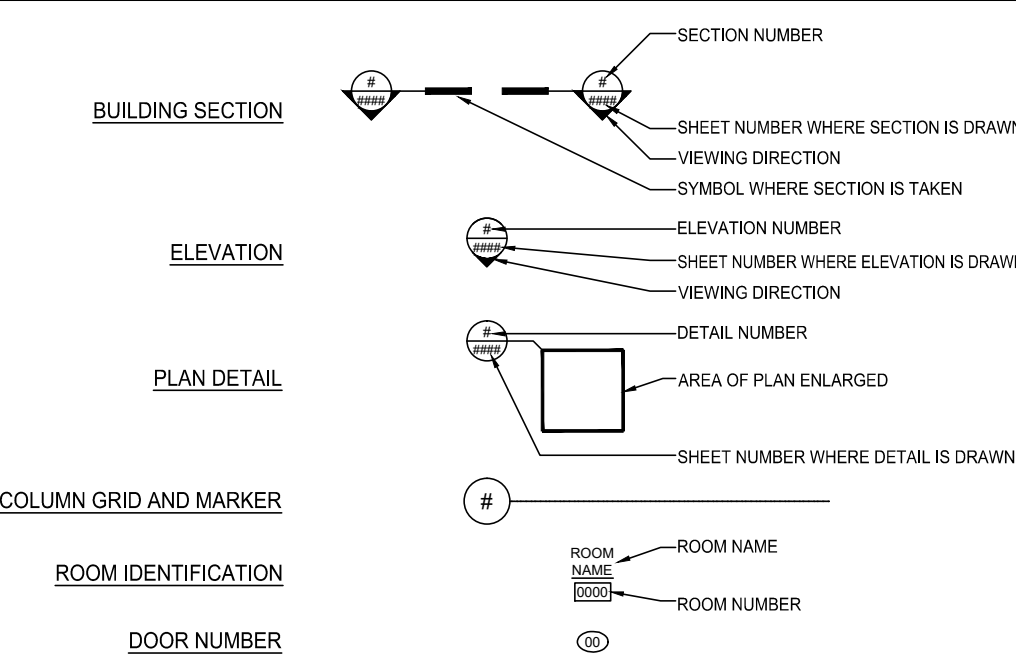 SECTION NUMBER
# #
#### ####
BUILDING SECTION
SHEET NUMBER WHERE SECTION IS DRAWN
VIEWING DIRECTION
SYMBOL WHERE SECTION IS TAKEN
# ELEVATION NUMBER
####
ELEVATION
SHEET NUMBER WHERE ELEVATION IS DRAWN
VIEWING DIRECTION
# DETAIL NUMBER
####
PLAN DETAIL
AREA OF PLAN ENLARGED
SHEET NUMBER WHERE DETAIL IS DRAWN
COLUMN GRID AND MARKER #
ROOM NAME
ROOM
NAME
ROOM IDENTIFICATION
0000
ROOM NUMBER
DOOR NUMBER 00